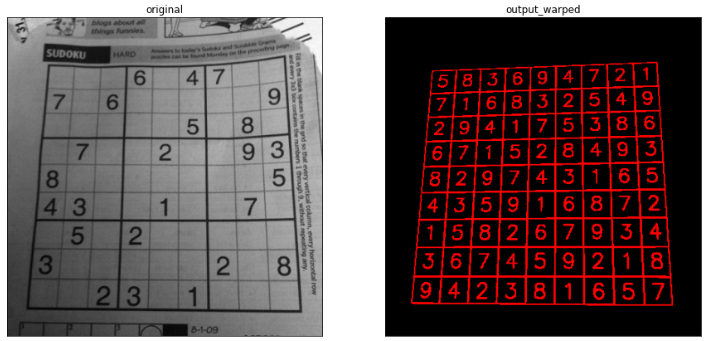 original
output_warped
blogs about all
things funnies.
SUDOKU HARD Answers to today's Sudoku and Scrabble Grams
puzzles can be found Monday on the preceding page.
6 4 7
7 6 9
5 8
7 2 9 3
8 5
4 3 1 7
5 2
3 2 8
2 3 1
Fill in the blank spaces in the grid so that every vertical column, every horizontal row
and every 3x3 box contains the numbers 1 through 9, without repeating any.
1 2 3
8-1-09
5 8 3 6 9 4 7 2 1
7 1 6 8 3 2 5 4 9
2 9 4 1 7 5 3 8 6
6 7 1 5 2 8 4 9 3
8 2 9 7 4 3 1 6 5
4 3 5 9 1 6 8 7 2
1 5 8 2 6 7 9 3 4
3 6 7 4 5 9 2 1 8
9 4 2 3 8 1 6 5 7